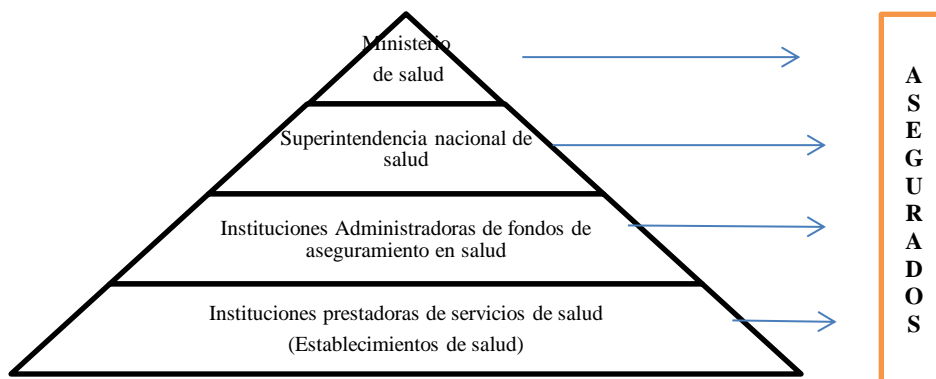 Ministerio
de salud
Superintendencia nacional de
salud
Instituciones Administradoras de fondos de
aseguramiento en salud
Instituciones prestadoras de servicios de salud
(Establecimientos de salud)
A
S
E
G
U
R
A
D
O
S